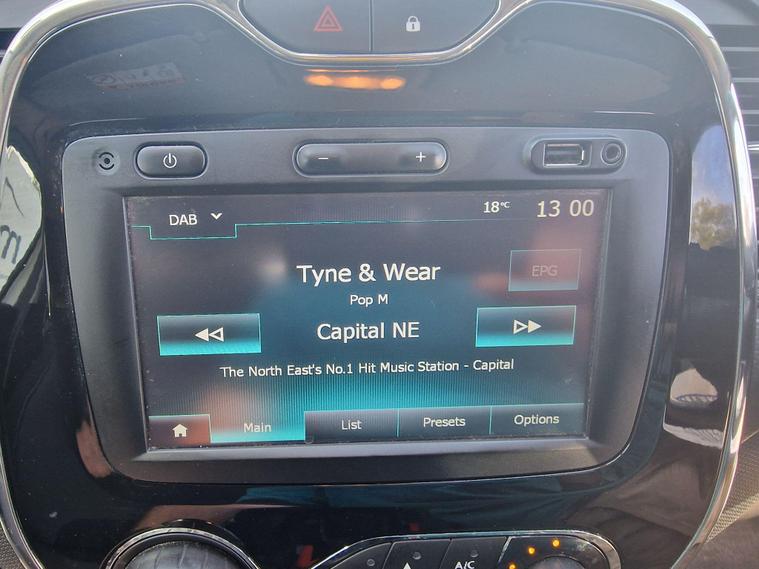 − +
DAB 18°C 13 00
Tyne & Wear
EPG
Pop M
Capital NE
The North East's No.1 Hit Music Station - Capital
Main List Presets Options
A/C